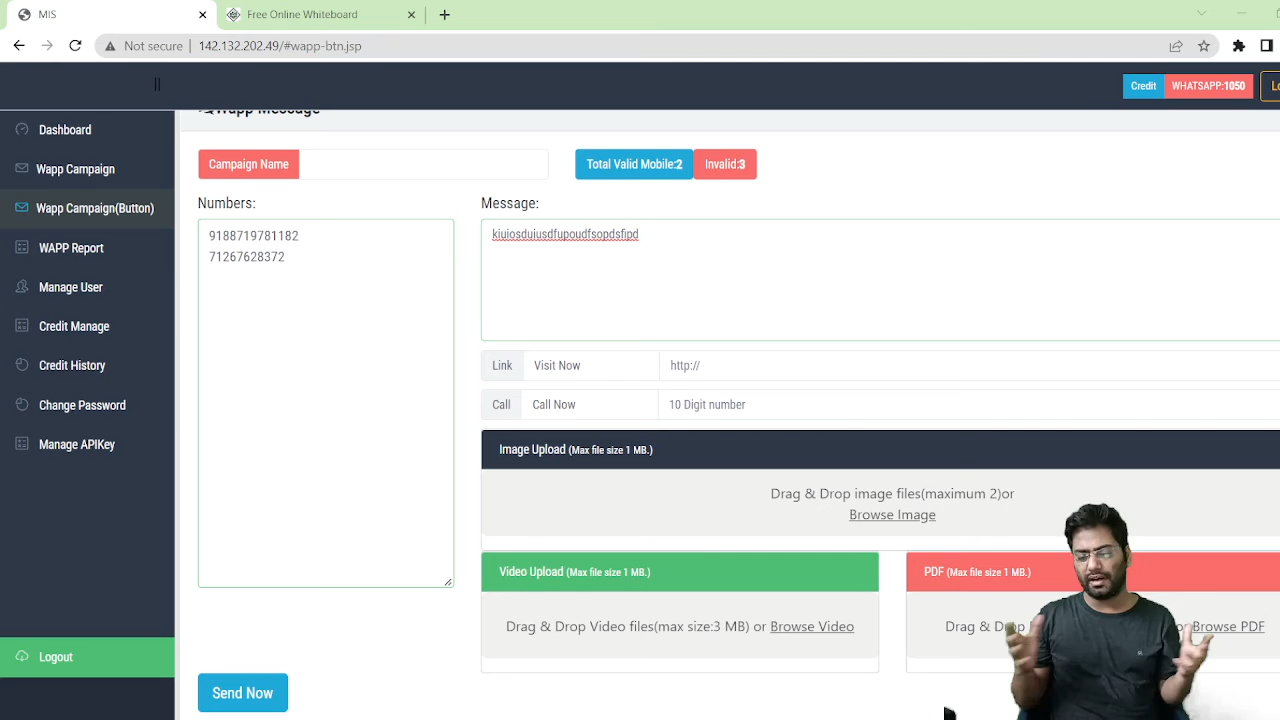 MIS
Free Online Whiteboard
Not secure 142.132.202.49/#wapp-btn.jsp
Credit WHATSAPP:1050
Wapp Message
Dashboard
Wapp Campaign
Wapp Campaign(Button)
WAPP Report
Manage User
Credit Manage
Credit History
Change Password
Manage APIKey
Logout
Campaign Name
Total Valid Mobile:2 Invalid:3
Numbers:
9188719781182
71267628372
Message:
kiuiosduiusdfupoudfsopdsfipd
Link Visit Now http://
Call Call Now 10 Digit number
Image Upload (Max file size 1 MB.)
Drag & Drop image files(maximum 2)or
Browse Image
Video Upload (Max file size 1 MB.)
Drag & Drop Video files(max size:3 MB) or Browse Video
PDF (Max file size 1 MB.)
Drag & or Browse PDF
Send Now